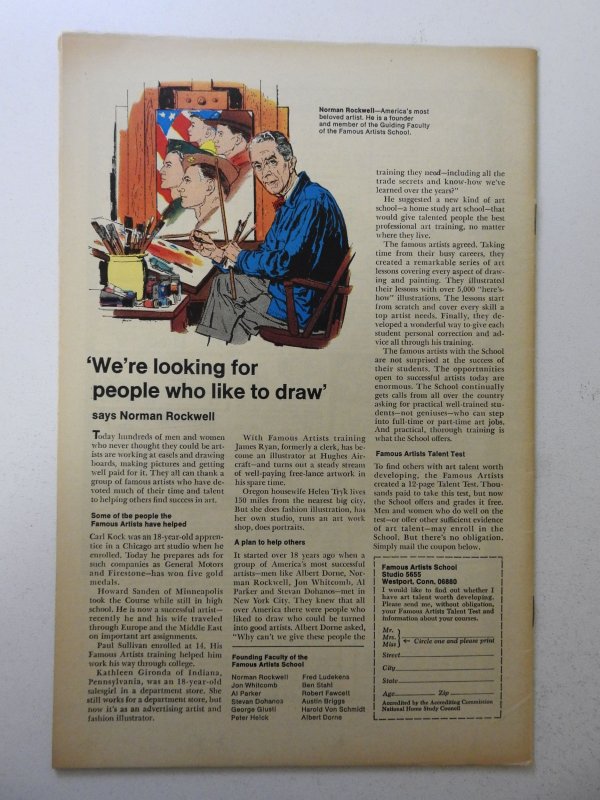 Norman Rockwell—America's most
beloved artist. He is a founder
and member of the Guiding Faculty
of the Famous Artists School.
'We're looking for
people who like to draw'
says Norman Rockwell
Today hundreds of men and women
who never thought they could be art-
ists are working at easels and drawing
boards, making pictures and getting
well paid for it. They all can thank a
group of famous artists who have de-
voted much of their time and talent
to helping others find success in art.
Some of the people the
Famous Artists have helped
Carl Kock was an 18-year-old appren-
tice in a Chicago art studio when he
enrolled. Today he prepares ads for
such companies as General Motors
and Firestone—has won five gold
medals.
Howard Sanden of Minneapolis
took the Course while still in high
school. He is now a successful artist—
recently he and his wife traveled
through Europe and the Middle East
on important art assignments.
Paul Sullivan enrolled at 14. His
Famous Artists training helped him
work his way through college.
Kathleen Gironda of Indiana,
Pennsylvania, was an 18-year-old
salesgirl in a department store. She
still works for a department store, but
now it's as an advertising artist and
fashion illustrator.
With Famous Artists training
James Ryan, formerly a clerk, has be-
come an illustrator at Hughes Air-
craft—and turns out a steady stream
of well-paying free-lance artwork in
his spare time.
Oregon housewife Helen Tryk lives
150 miles from the nearest big city.
But she does fashion illustration, has
her own studio, runs an art work
shop, does portraits.
A plan to help others
It started over 18 years ago when a
group of America's most successful
artists—men like Albert Dorne, Nor-
man Rockwell, Jon Whitcomb, Al
Parker and Stevan Dohanos—met in
New York City. They knew that all
over America there were people who
liked to draw who could be turned
into good artists. Albert Dorne asked,
"Why can't we give these people the
Founding Faculty of the
Famous Artists School
Norman Rockwell
Jon Whitcomb
Al Parker
Stevan Dohanos
George Giusti
Peter Helck
Fred Ludekens
Ben Stahl
Robert Fawcett
Austin Briggs
Harold Von Schmidt
Albert Dorne
training they need—including all the
trade secrets and know-how we've
learned over the years?"
He suggested a new kind of art
school—a home study art school—that
would give talented people the best
professional art training, no matter
where they live.
The famous artists agreed. Taking
time from their busy careers, they
created a remarkable series of art
lessons covering every aspect of draw-
ing and painting. They illustrated
their lessons with over 5,000 "here's-
how" illustrations. The lessons start
from scratch and cover every skill a
top artist needs. Finally, they de-
veloped a wonderful way to give each
student personal correction and ad-
vice all through his training.
The famous artists with the School
are not surprised at the success of
their students. The opportunities
open to successful artists today are
enormous. The School continually
gets calls from all over the country
asking for practical well-trained stu-
dents—not geniuses—who can step
into full-time or part-time art jobs.
And practical, thorough training is
what the School offers.
Famous Artists Talent Test
To find others with art talent worth
developing, the Famous Artists
created a 12-page Talent Test. Thou-
sands paid to take this test, but now
the School offers and grades it free.
Men and women who do well on the
test—or offer other sufficient evidence
of art talent—may enroll in the
School. But there's no obligation.
Simply mail the coupon below.
Famous Artists School
Studio 5655
Westport, Conn. 06880
I would like to find out whether I
have art talent worth developing.
Please send me, without obligation,
your Famous Artists Talent Test and
information about your courses.
Mr.
Mrs. ← Circle one and please print
Miss
Street
City
State
Age Zip
Accredited by the Accrediting Commission
National Home Study Council